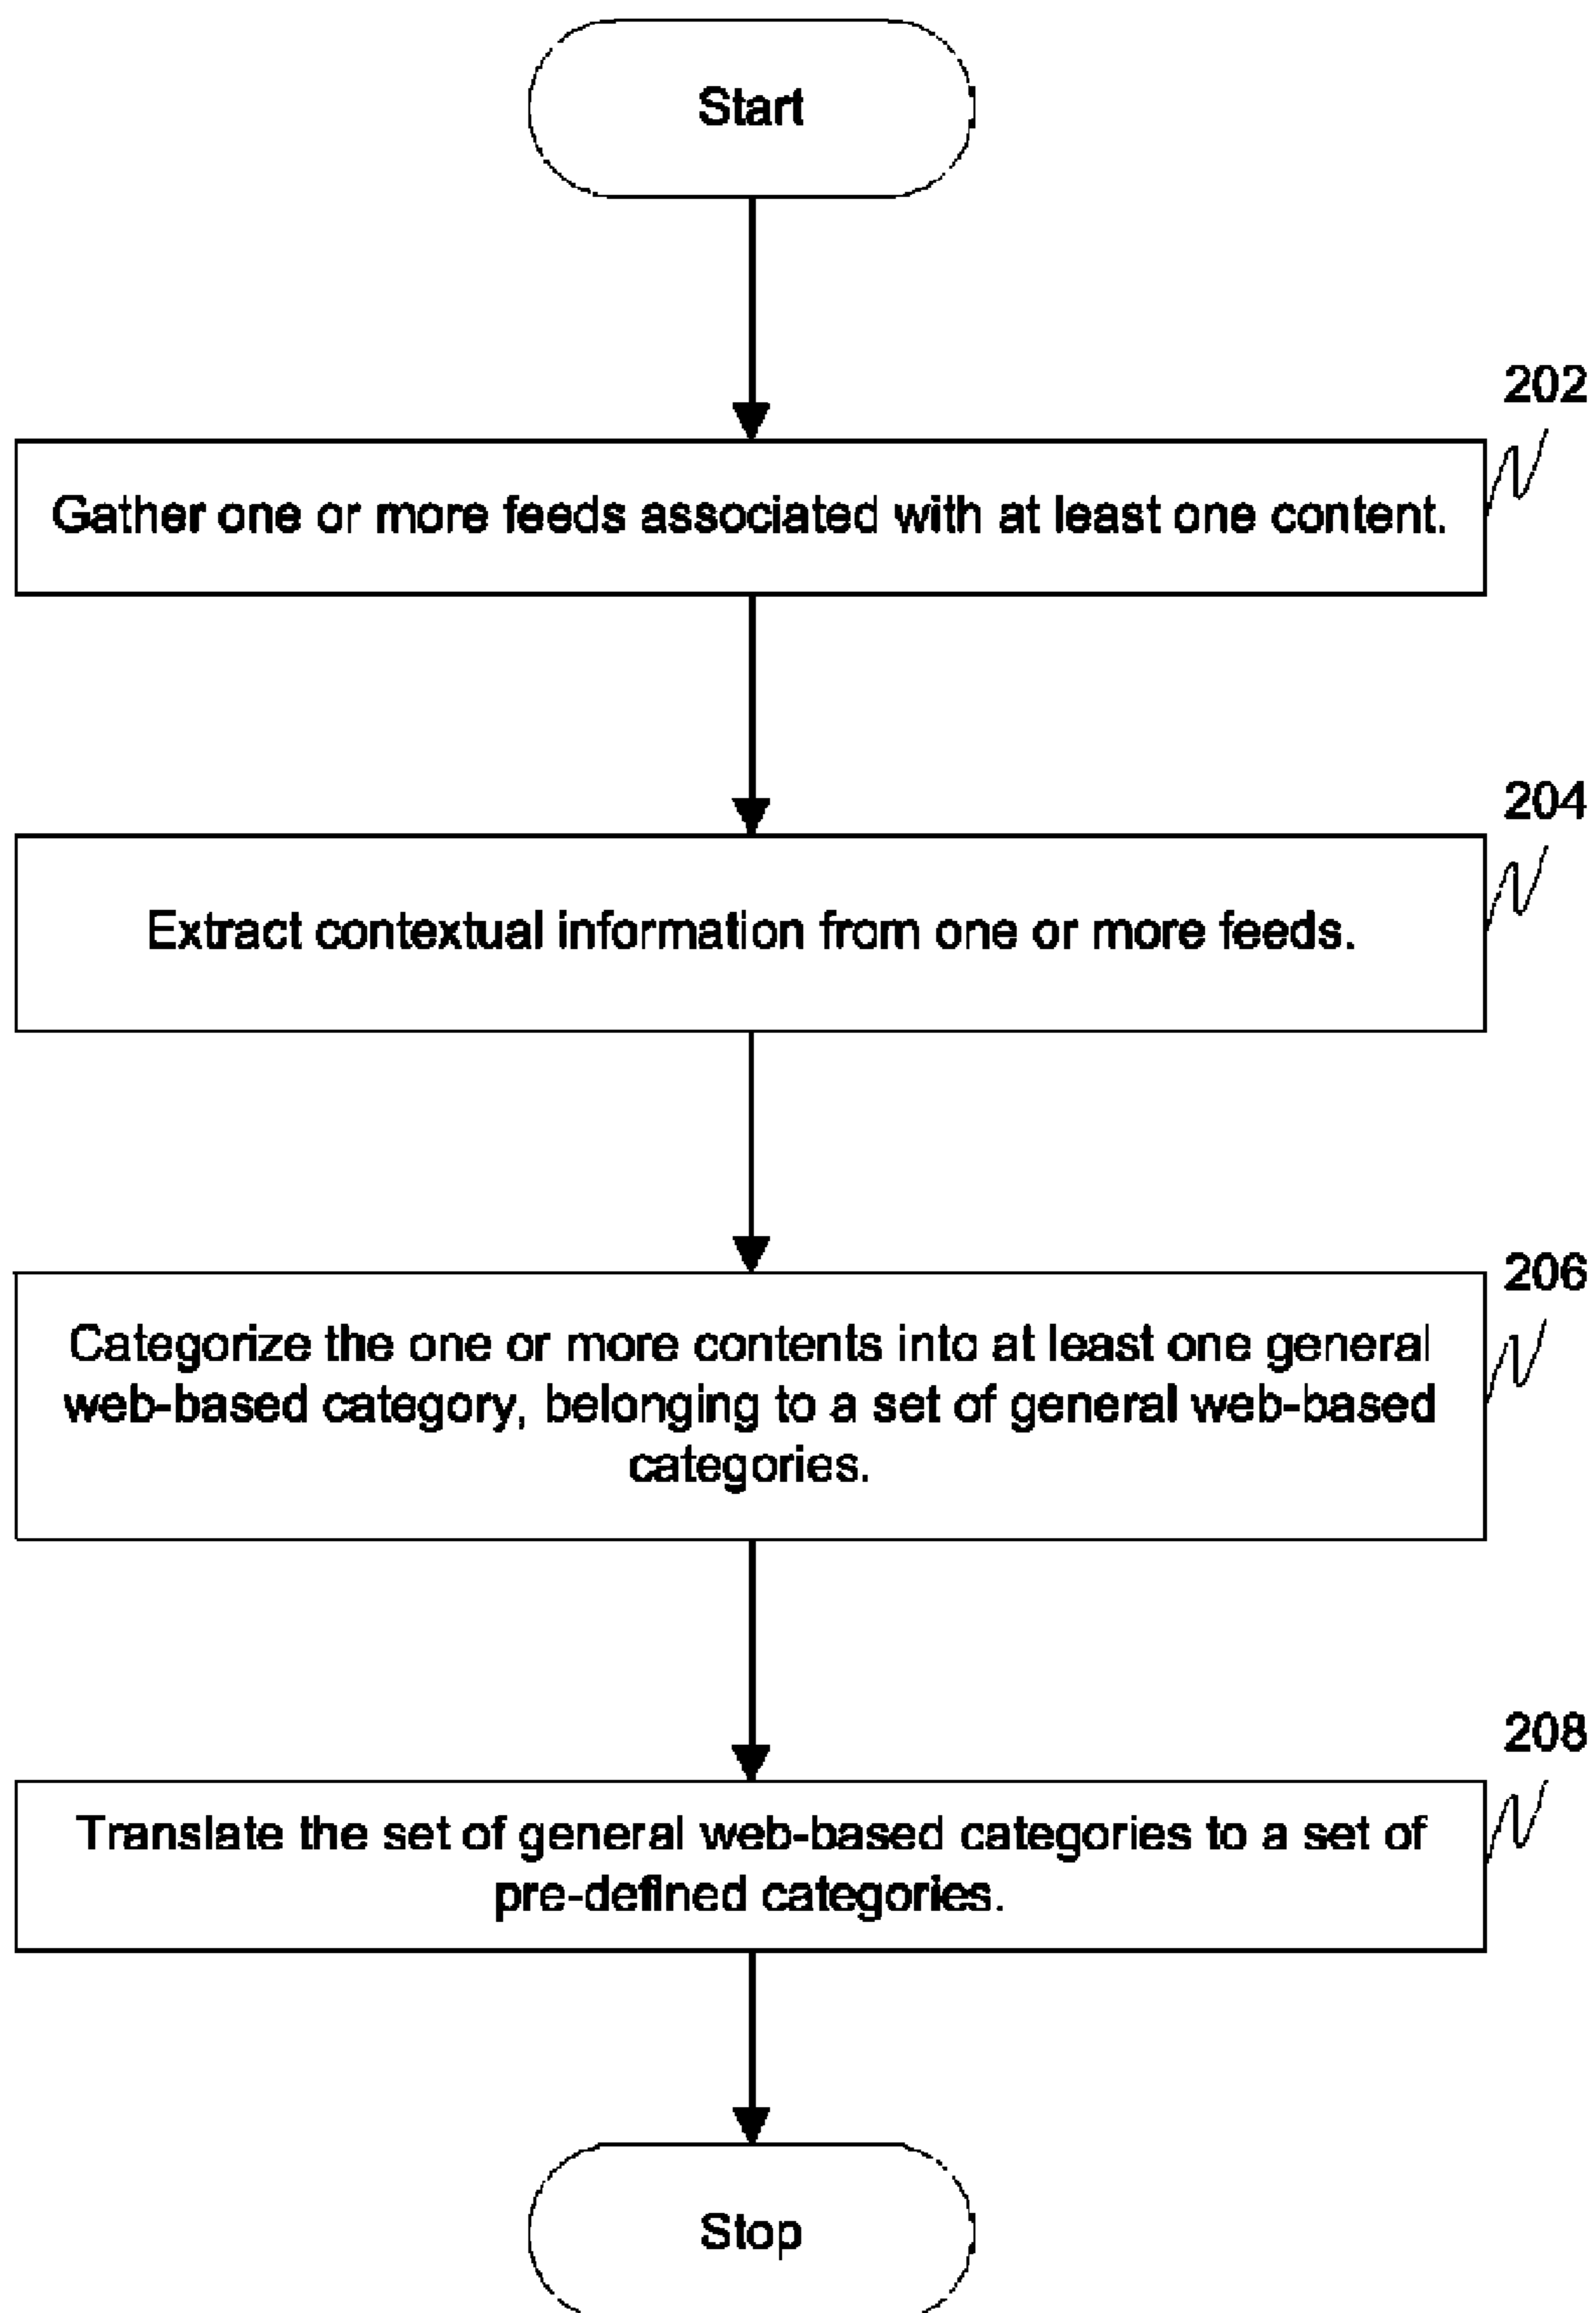 Start
202
Gather one or more feeds associated with at least one content.
204
Extract contextual information from one or more feeds.
206
Categorize the one or more contents into at least one general
web-based category, belonging to a set of general web-based
categories.
208
Translate the set of general web-based categories to a set of
pre-defined categories.
Stop